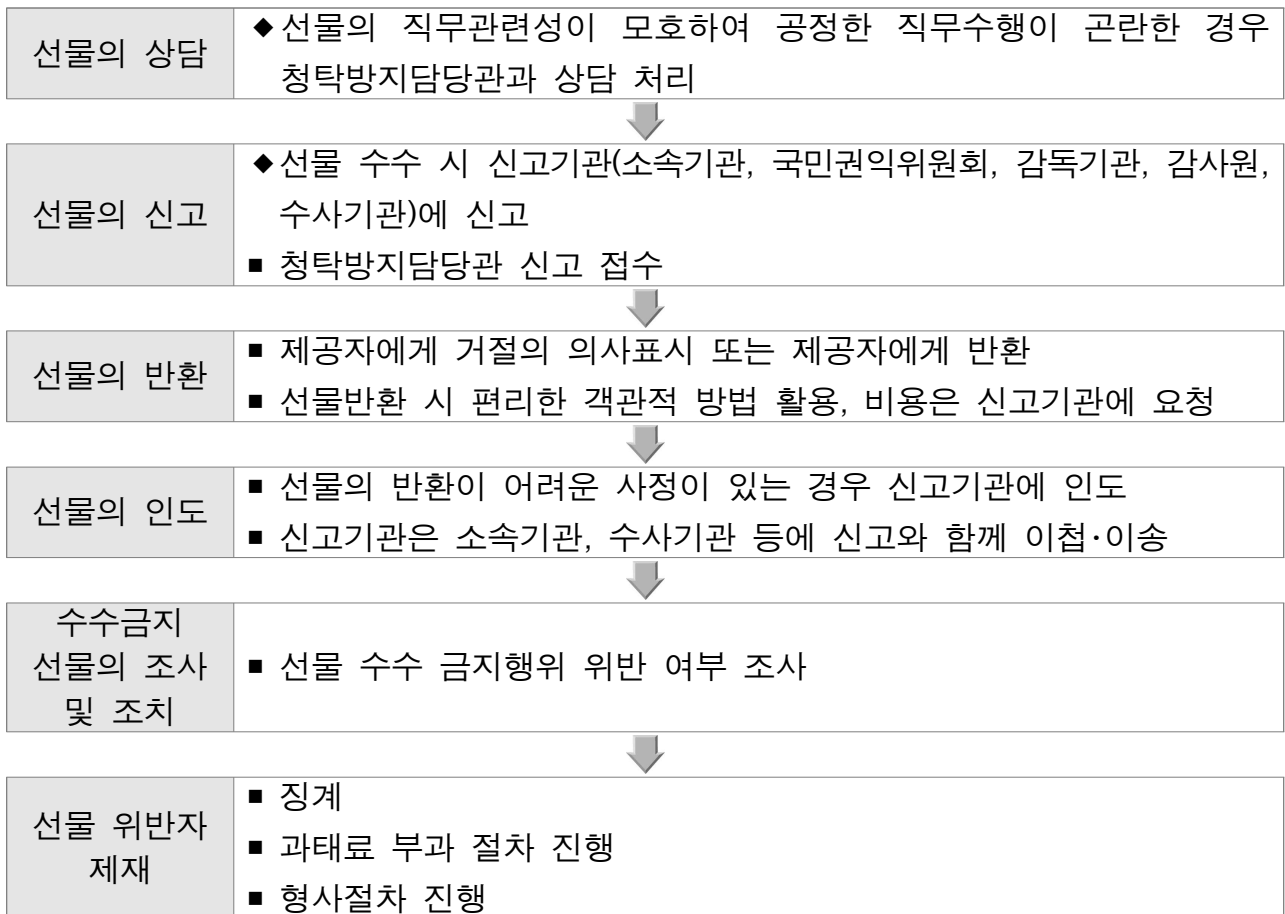 선물의 상담
◆선물의 직무관련성이 모호하여 공정한 직무수행이 곤란한 경우
청탁방지담당관과 상담 처리
선물의 신고
◆선물 수수 시 신고기관(소속기관, 국민권익위원회, 감독기관, 감사원,
수사기관)에 신고
■ 청탁방지담당관 신고 접수
선물의 반환
■ 제공자에게 거절의 의사표시 또는 제공자에게 반환
■ 선물반환 시 편리한 객관적 방법 활용, 비용은 신고기관에 요청
선물의 인도
■ 선물의 반환이 어려운 사정이 있는 경우 신고기관에 인도
■ 신고기관은 소속기관, 수사기관 등에 신고와 함께 이첩·이송
수수금지
선물의 조사
및 조치
■ 선물 수수 금지행위 위반 여부 조사
선물 위반자
제재
■ 징계
■ 과태료 부과 절차 진행
■ 형사절차 진행